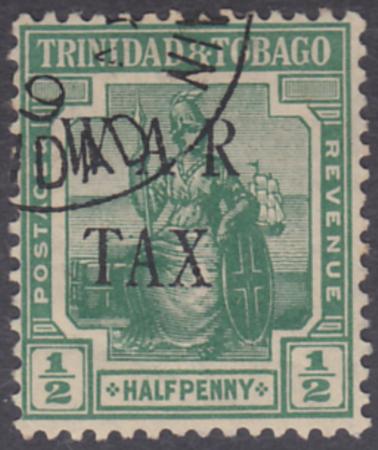 TRINIDAD & TOBAGO
POSTAGE
REVENUE
WAR
TAX
1/2
HALFPENNY
1/2